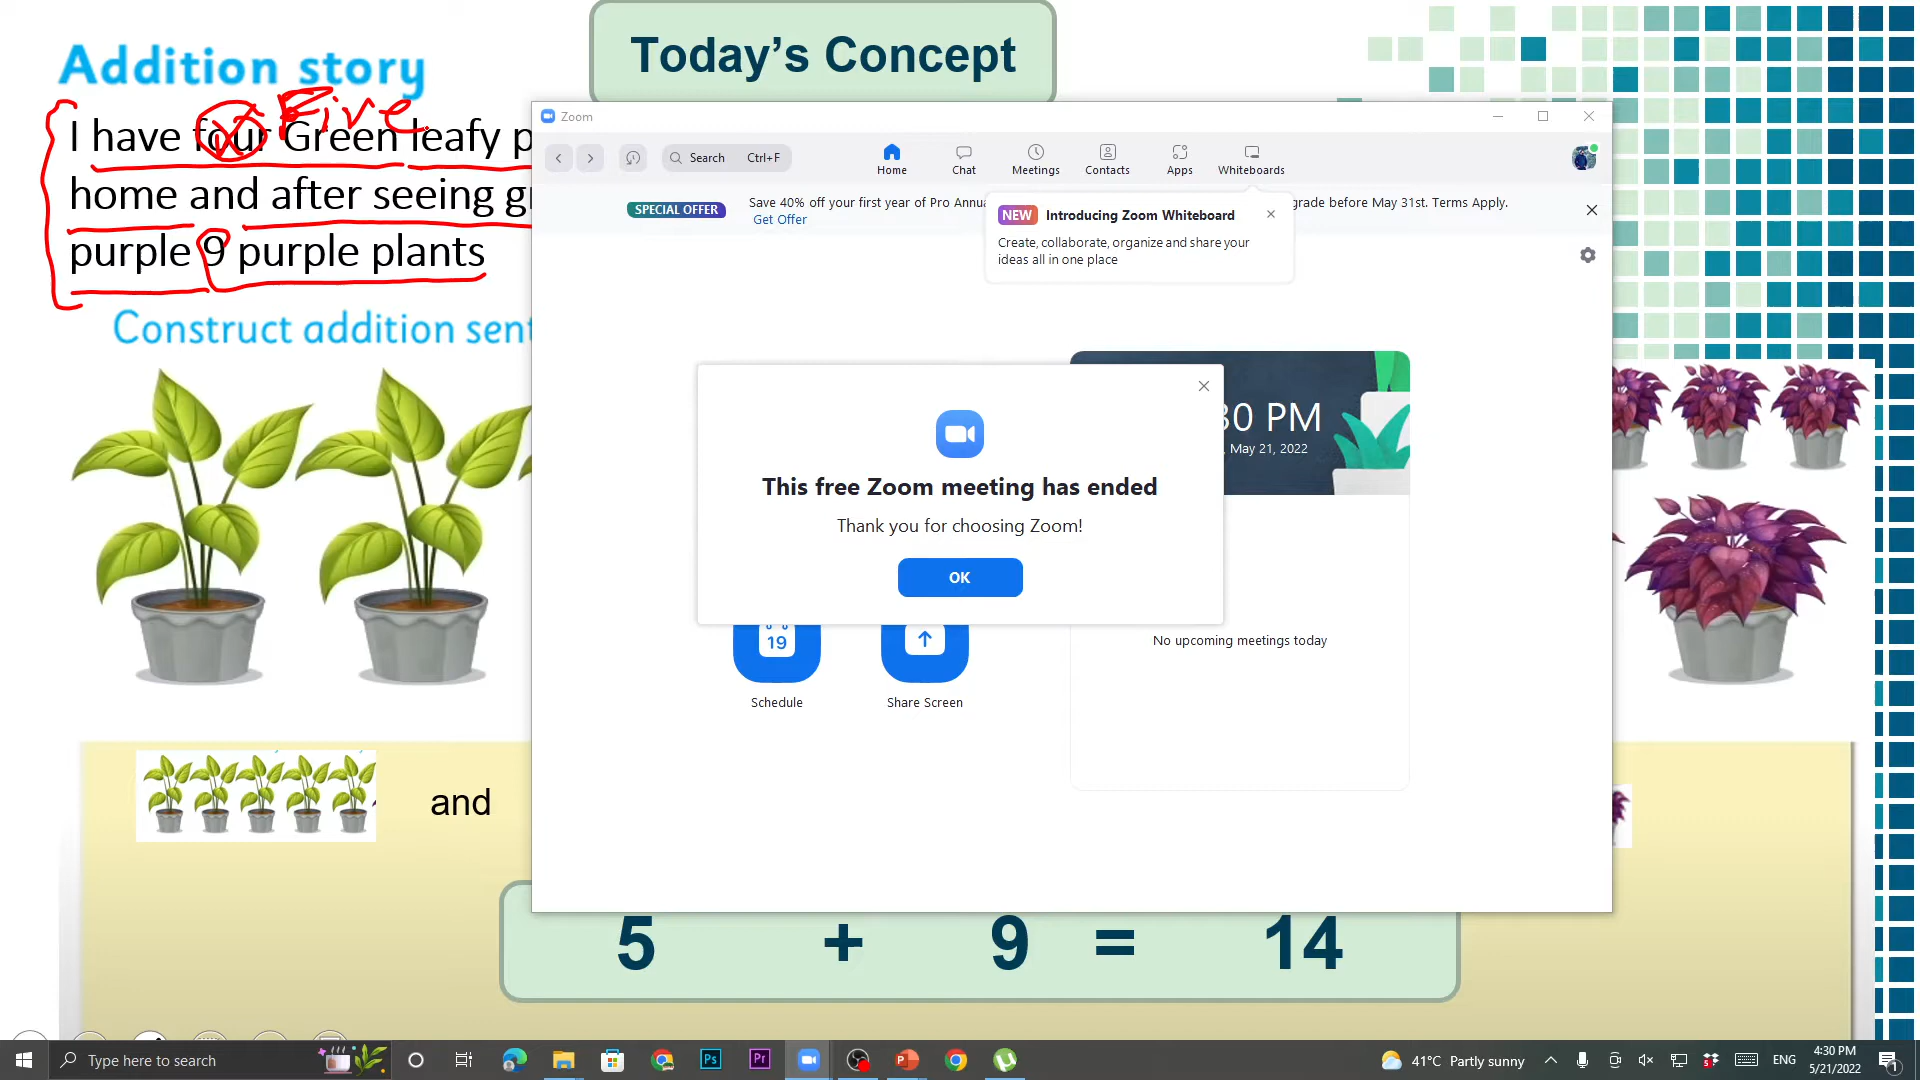 Today's Concept
Addition story
Five
I have four Green leafy p
home and after seeing g
purple 9 purple plants
Construct addition sent
Zoom
Search Ctrl+F
Home
Chat
Meetings
Contacts
Apps
Whiteboards
SPECIAL OFFER
Save 40% off your first year of Pro Annua
grade before May 31st. Terms Apply.
Get Offer
NEW Introducing Zoom Whiteboard
Create, collaborate, organize and share your
ideas all in one place
30 PM
, May 21, 2022
This free Zoom meeting has ended
Thank you for choosing Zoom!
OK
19
Schedule
Share Screen
No upcoming meetings today
and
5 + 9 = 14
Type here to search
Ps
Pr
41°C Partly sunny
ENG
4:30 PM
5/21/2022
1